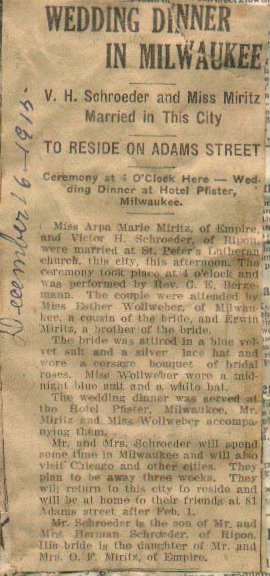 WEDDING DINNER
IN MILWAUKEE
V. H. Schroeder and Miss Miritz
Married in This City
TO RESIDE ON ADAMS STREET
Ceremony at 4 O'Clock Here — Wed-
ding Dinner at Hotel Pfister,
Milwaukee.
Miss Arpa Marie Miritz, of Empire,
and Victor H. Schroeder, of Ripon,
were married at St. Peter's Lutheran
church, this city, this afternoon. The
ceremony took place at 4 o'clock and
was performed by Rev. G. E. Berge-
mann. The couple were attended by
Miss Esther Wollweber, of Milwau-
kee, a cousin of the bride, and Erwin
Miritz, a brother of the bride.
The bride was attired in a blue vel-
vet suit and a silver lace hat and
wore a corsage bouquet of bridal
roses. Miss Wollweber wore a mid-
night blue suit and a white hat.
The wedding dinner was served at
the Hotel Pfister, Milwaukee, Mr.
Miritz and Miss Wollweber accompa-
nying them.
Mr. and Mrs. Schroeder will spend
some time in Milwaukee and will also
visit Chicago and other cities. They
plan to be away three weeks. They
will return to this city to reside and
will be at home to their friends at 81
Adams street after Feb. 1.
Mr. Schroeder is the son of Mr. and
Mrs. Herman Schroeder, of Ripon.
His bride is the daughter of Mr. and
Mrs. O. F. Miritz, of Empire.
December 16-1915-